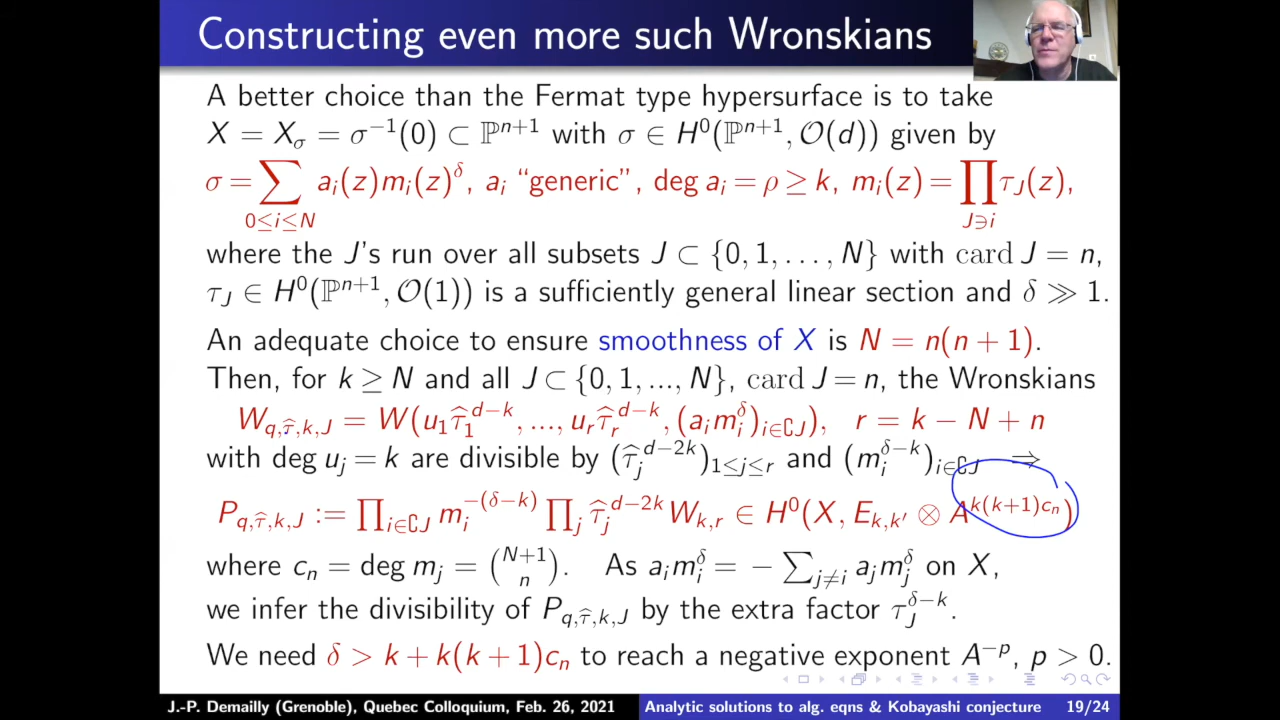 Constructing even more such Wronskians
A better choice than the Fermat type hypersurface is to take
X = X_σ = σ⁻¹(0) ⊂ ℙⁿ⁺¹ with σ ∈ H⁰(ℙⁿ⁺¹, 𝒪(d)) given by
σ = ∑_{0≤i≤N} a_i(z)m_i(z)^δ, a_i “generic”, deg a_i = ρ ≥ k, m_i(z) = ∏_{J∋i} τ_J(z),
where the J’s run over all subsets J ⊂ {0, 1, . . . , N} with card J = n,
τ_J ∈ H⁰(ℙⁿ⁺¹, 𝒪(1)) is a sufficiently general linear section and δ ≫ 1.
An adequate choice to ensure smoothness of X is N = n(n + 1).
Then, for k ≥ N and all J ⊂ {0, 1, ..., N}, card J = n, the Wronskians
W_{q,τ̂,k,J} = W(u_1τ̂_1^{d−k}, ..., u_rτ̂_r^{d−k}, (a_im_i^δ)_{i∈∁J}), r = k − N + n
with deg u_j = k are divisible by (τ̂_j^{d−2k})_{1≤j≤r} and (m_i^{δ−k})_{i∈∁J} ⇒
P_{q,τ̂,k,J} := ∏_{i∈∁J} m_i^{−(δ−k)} ∏_j τ̂_j^{d−2k} W_{k,r} ∈ H⁰(X, E_{k,k′} ⊗ A^{k(k+1)c_n})
where c_n = deg m_j = \binom{N+1}{n}. As a_im_i^δ = − ∑_{j≠i} a_jm_j^δ on X,
we infer the divisibility of P_{q,τ̂,k,J} by the extra factor τ_J^{δ−k}.
We need δ > k + k(k + 1)c_n to reach a negative exponent A^{−p}, p > 0.
J.-P. Demailly (Grenoble), Quebec Colloquium, Feb. 26, 2021 Analytic solutions to alg. eqns & Kobayashi conjecture 19/24